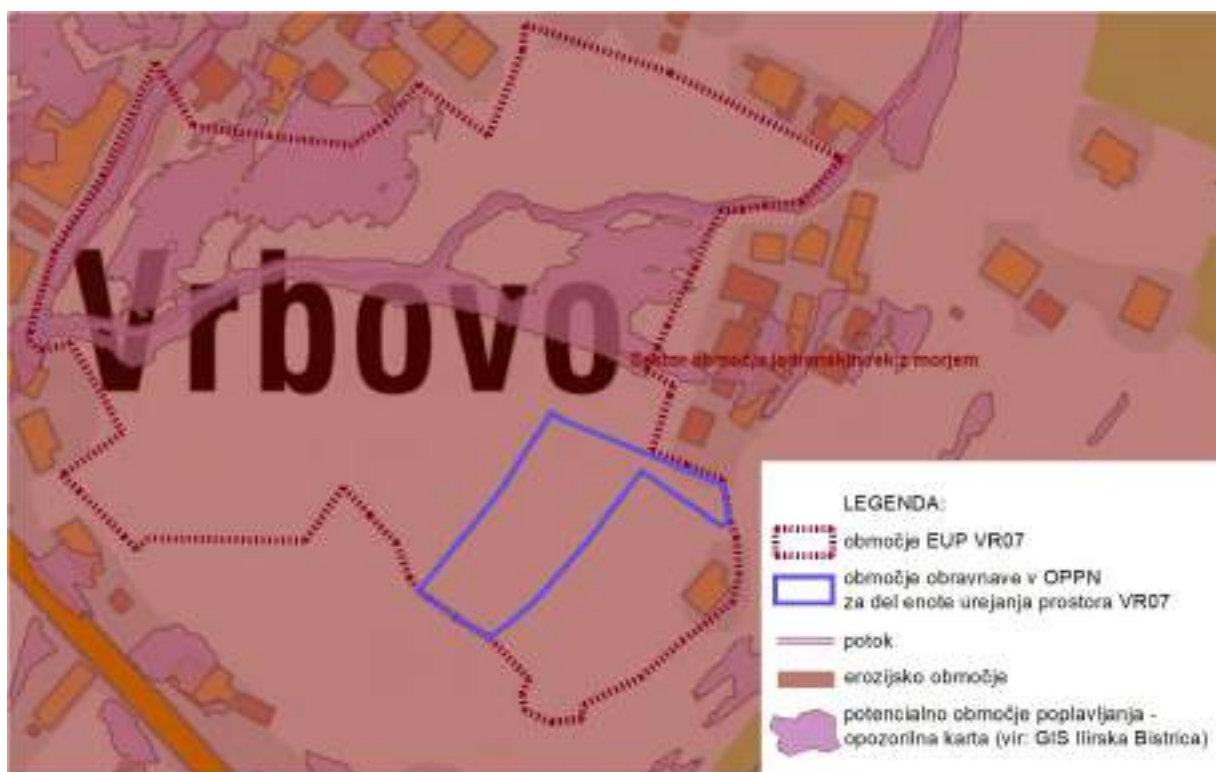 Vrbovo
Sektor območja jadranskih rek z morjem
LEGENDA:
območje EUP VR07
območje obravnave v OPPN
za del enote urejanja prostora VR07
potok
erozijsko območje
potencialno območje poplavljanja -
opozorilna karta (vir: GIS Ilirska Bistrica)